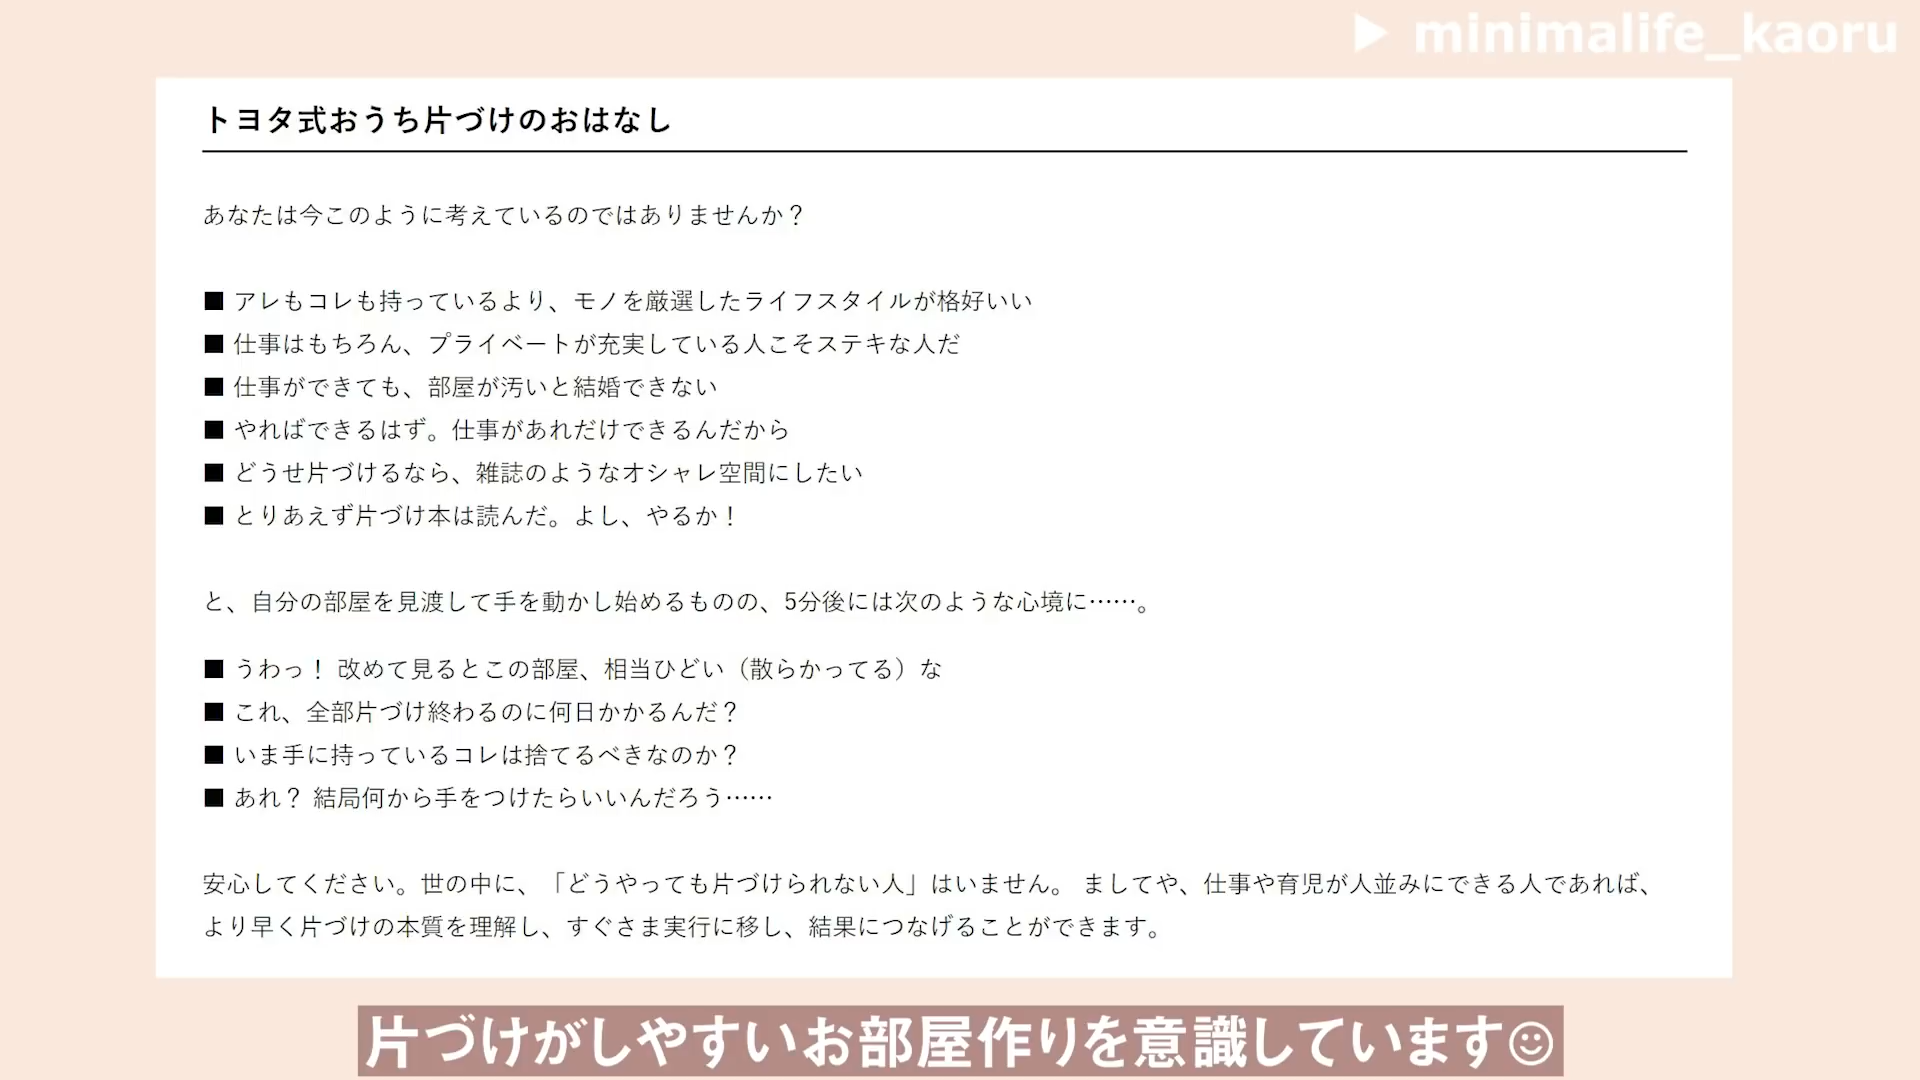 ▶ minimalife_kaoru
トヨタ式おうち片づけのおはなし
あなたは今このように考えているのではありませんか？
■ アレもコレも持っているより、モノを厳選したライフスタイルが格好いい
■ 仕事はもちろん、プライベートが充実している人こそステキな人だ
■ 仕事ができても、部屋が汚いと結婚できない
■ やればできるはず。仕事があれだけできるんだから
■ どうせ片づけるなら、雑誌のようなオシャレ空間にしたい
■ とりあえず片づけ本は読んだ。よし、やるか！
と、自分の部屋を見渡して手を動かし始めるものの、5分後には次のような心境に……。
■ うわっ！ 改めて見るとこの部屋、相当ひどい（散らかってる）な
■ これ、全部片づけ終わるのに何日かかるんだ？
■ いま手に持っているコレは捨てるべきなのか？
■ あれ？ 結局何から手をつけたらいいんだろう……
安心してください。世の中に、「どうやっても片づけられない人」はいません。 ましてや、仕事や育児が人並みにできる人であれば、
より早く片づけの本質を理解し、すぐさま実行に移し、結果につなげることができます。
片づけがしやすいお部屋作りを意識しています☺